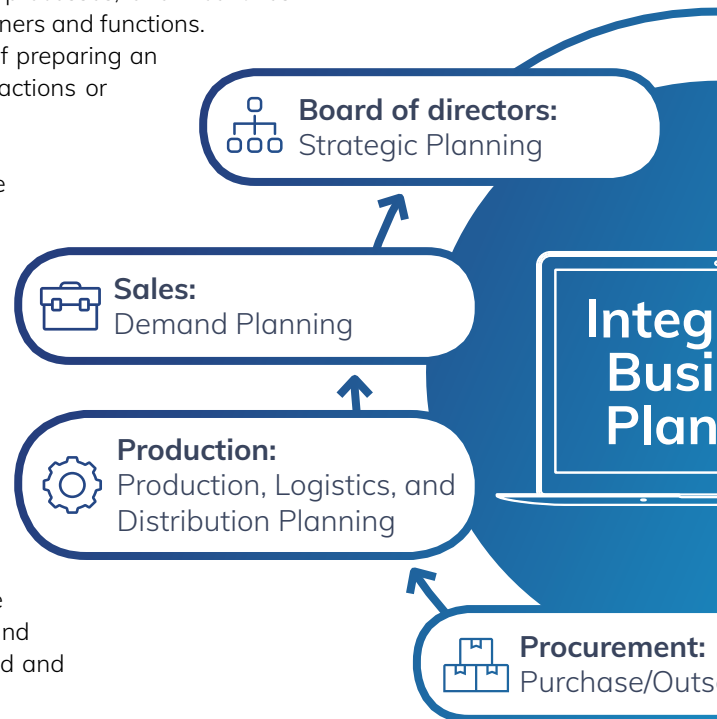 ners and functions.
f preparing an
actions or
Board of directors:
Strategic Planning
Sales:
Demand Planning
Production:
Production, Logistics, and
Distribution Planning
nd
d and
Procurement:
Purchase/Outs
Integ
Busi
Plan